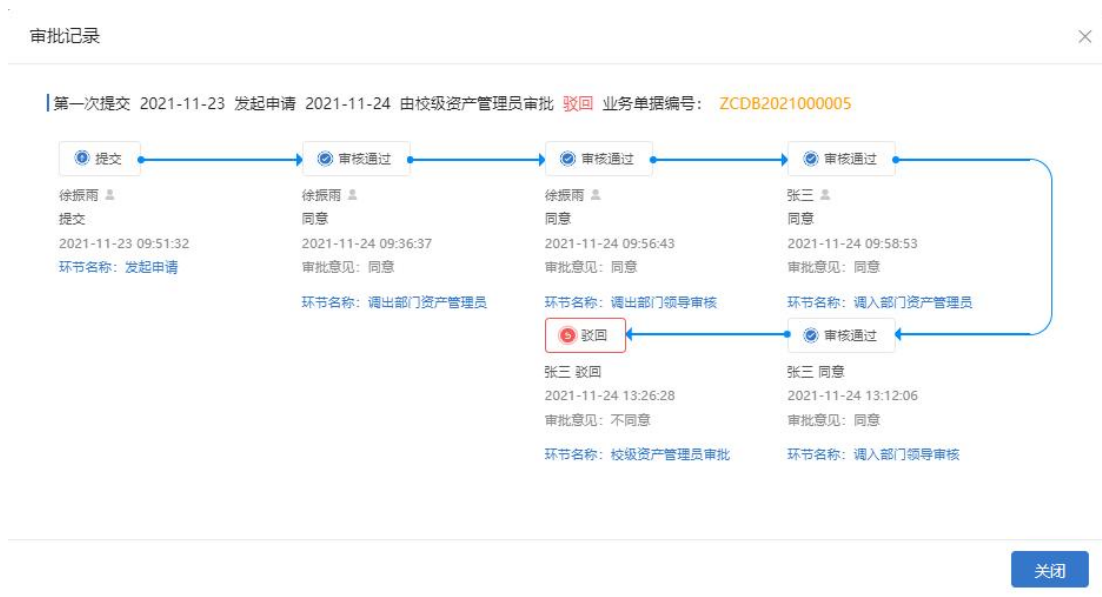 审批记录
第一次提交 2021-11-23 发起申请 2021-11-24 由校级资产管理员审批 驳回 业务单据编号： ZCDB2021000005
提交
徐振雨
提交
2021-11-23 09:51:32
环节名称：发起申请
审核通过
徐振雨
同意
2021-11-24 09:36:37
审批意见：同意
环节名称：调出部门资产管理员
审核通过
徐振雨
同意
2021-11-24 09:56:43
审批意见：同意
环节名称：调出部门领导审核
审核通过
张三
同意
2021-11-24 09:58:53
审批意见：同意
环节名称：调入部门资产管理员
审核通过
张三 同意
2021-11-24 13:12:06
审批意见：同意
环节名称：调入部门领导审核
驳回
张三 驳回
2021-11-24 13:26:28
审批意见：不同意
环节名称：校级资产管理员审批
关闭